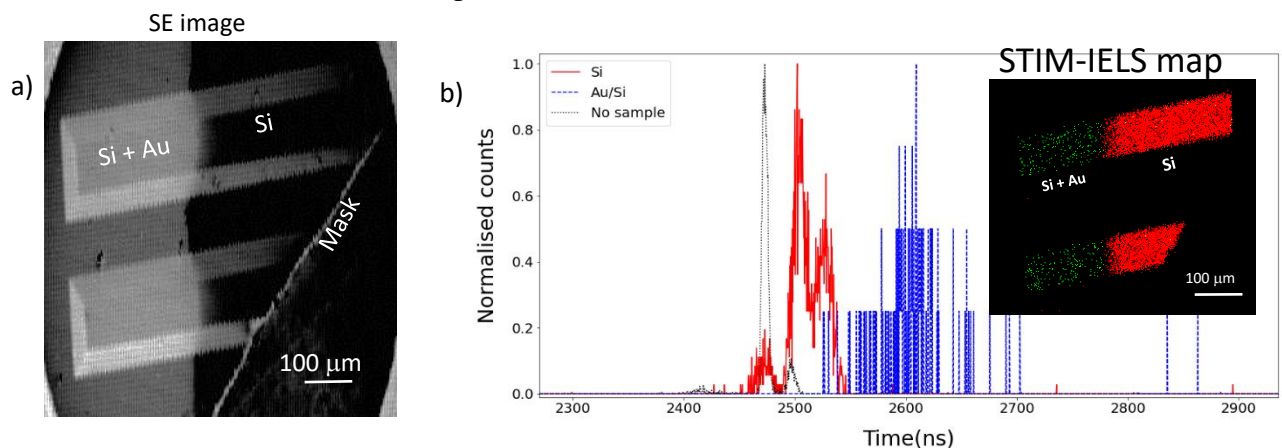 SE image
a)
Si + Au
Si
Mask
100 μm
b)
STIM-IELS map
Normalised counts
1.0
0.8
0.6
0.4
0.2
0.0
Si
Au/Si
No sample
Si + Au
Si
100 μm
2300 2400 2500 2600 2700 2800 2900
Time(ns)